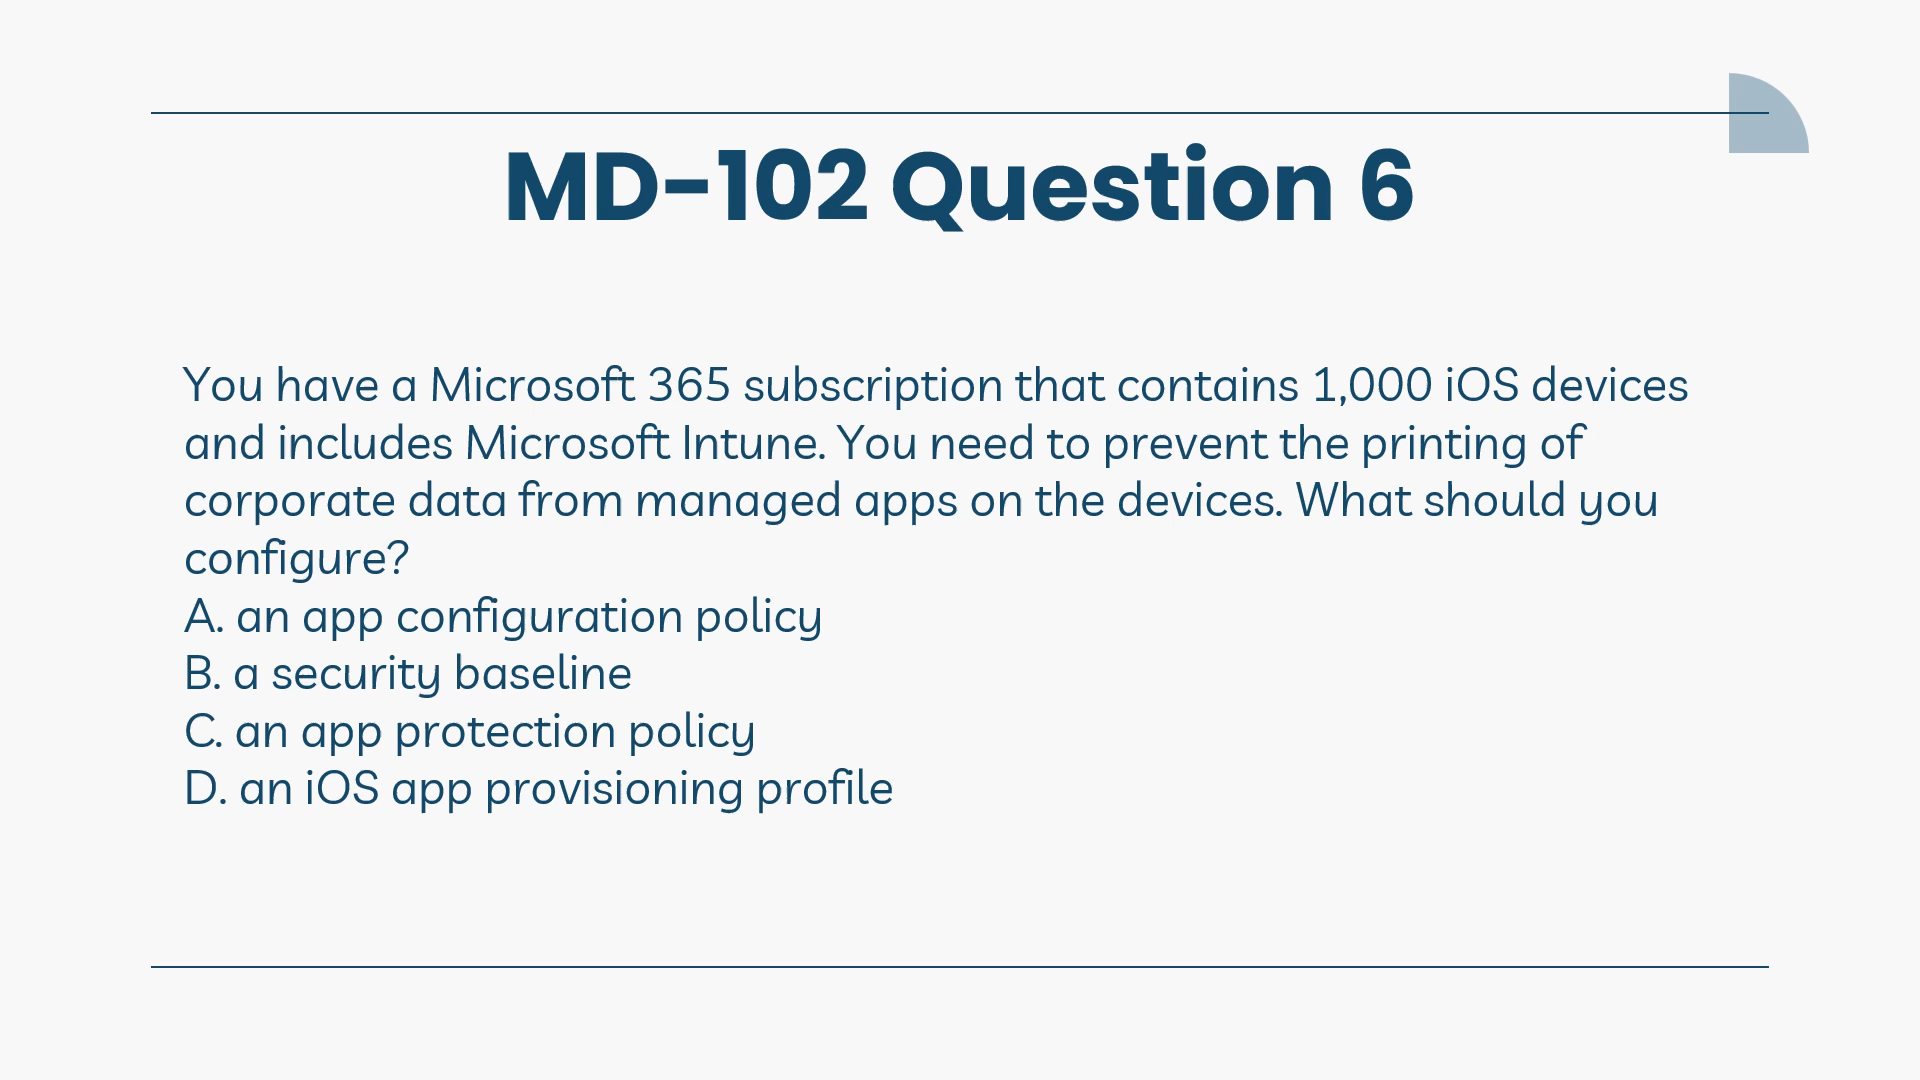 MD-102 Question 6
You have a Microsoft 365 subscription that contains 1,000 iOS devices
and includes Microsoft Intune. You need to prevent the printing of
corporate data from managed apps on the devices. What should you
configure?
A. an app configuration policy
B. a security baseline
C. an app protection policy
D. an iOS app provisioning profile